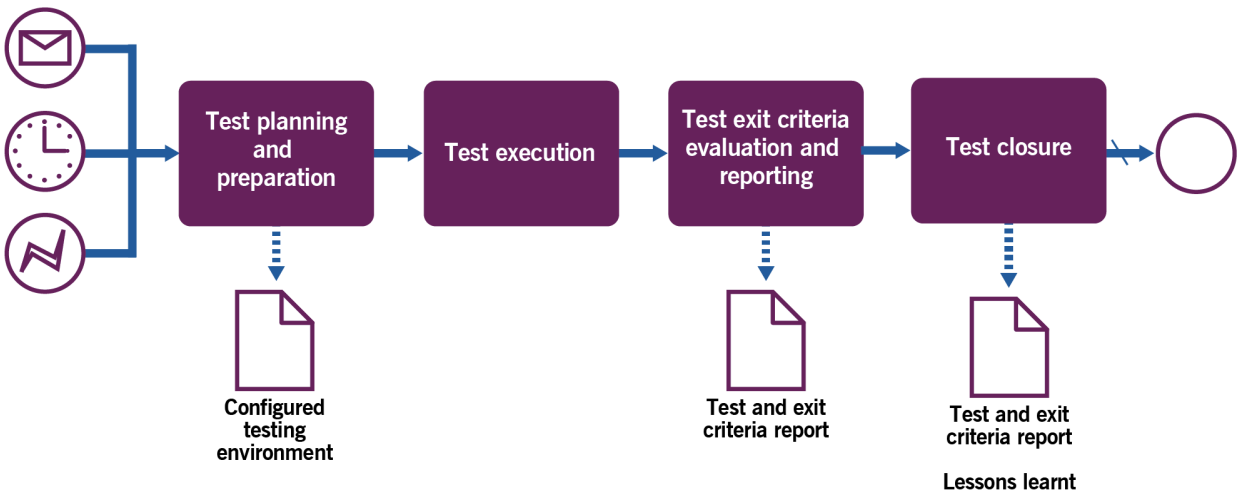 Test planning
and
preparation
Test execution
Test exit criteria
evaluation and
reporting
Test closure
Configured
testing
environment
Test and exit
criteria report
Test and exit
criteria report
Lessons learnt